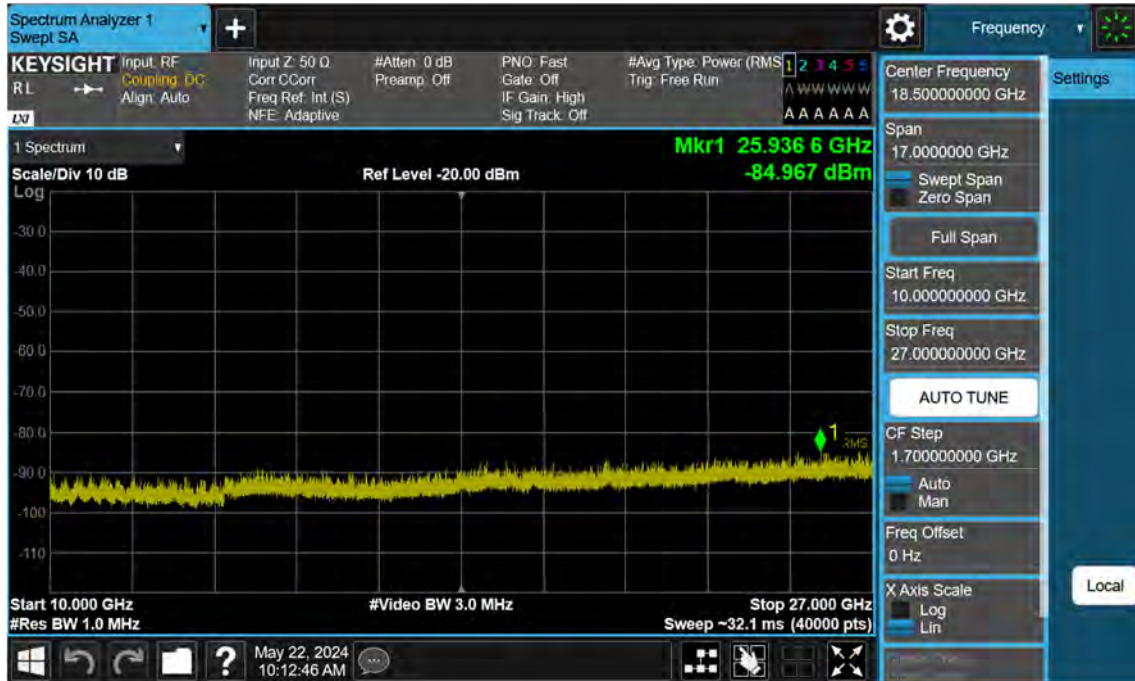 Spectrum Analyzer 1
Swept SA
+
Frequency
KEYSIGHT
RL
LXI
Input: RF
Coupling: DC
Align: Auto
Input Z: 50 Ω
Corr CCorr
Freq Ref: Int (S)
NFE: Adaptive
#Atten: 0 dB
Preamp: Off
PNO: Fast
Gate: Off
IF Gain: High
Sig Track: Off
#Avg Type: Power (RMS
Trig: Free Run
1 2 3 4 5 6
A W W W W W
A A A A A A
1 Spectrum
Mkr1 25.936 6 GHz
Scale/Div 10 dB
Ref Level -20.00 dBm
-84.967 dBm
Log
-30.0
-40.0
-50.0
-60.0
-70.0
-80.0
-90.0
-100
-110
1
RMS
Start 10.000 GHz
#Video BW 3.0 MHz
Stop 27.000 GHz
#Res BW 1.0 MHz
Sweep ~32.1 ms (40000 pts)
?
May 22, 2024
10:12:46 AM
Center Frequency
18.500000000 GHz
Settings
Span
17.0000000 GHz
Swept Span
Zero Span
Full Span
Start Freq
10.000000000 GHz
Stop Freq
27.000000000 GHz
AUTO TUNE
CF Step
1.700000000 GHz
Auto
Man
Freq Offset
0 Hz
X Axis Scale
Log
Lin
Local